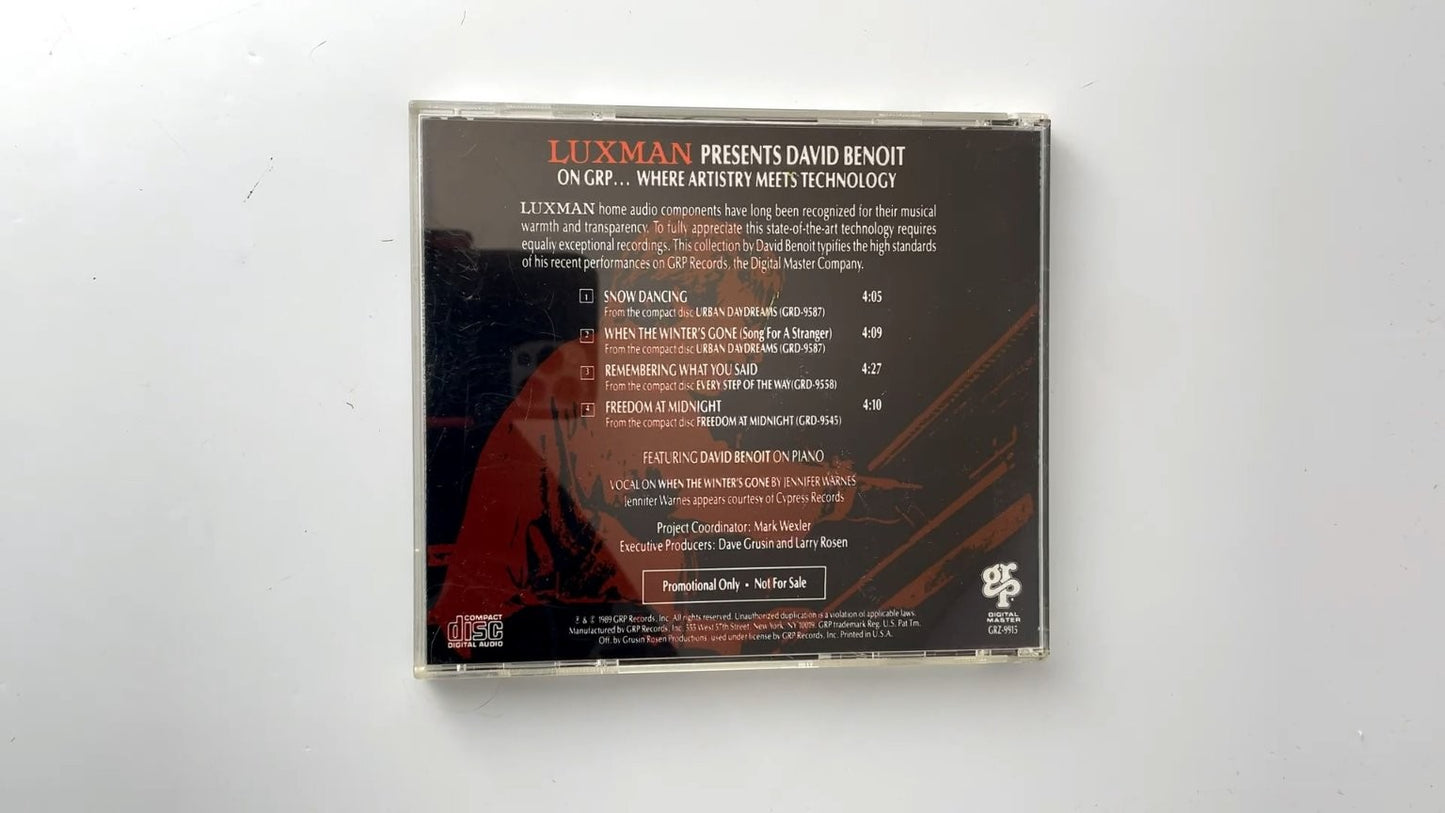 LUXMAN PRESENTS DAVID BENOIT
ON GRP... WHERE ARTISTRY MEETS TECHNOLOGY
LUXMAN home audio components have long been recognized for their musical
warmth and transparency. To fully appreciate this state-of-the-art technology requires
equally exceptional recordings. This collection by David Benoit typifies the high standards
of his recent performances on GRP Records, the Digital Master Company.
1 SNOW DANCING 4:05
From the compact disc URBAN DAYDREAMS (GRD-9587)
2 WHEN THE WINTER'S GONE (Song For A Stranger) 4:09
From the compact disc URBAN DAYDREAMS (GRD-9587)
3 REMEMBERING WHAT YOU SAID 4:27
From the compact disc EVERY STEP OF THE WAY (GRD-9558)
4 FREEDOM AT MIDNIGHT 4:10
From the compact disc FREEDOM AT MIDNIGHT (GRD-9545)
FEATURING DAVID BENOIT ON PIANO
VOCAL ON WHEN THE WINTER'S GONE BY JENNIFER WARNES
Jennifer Warnes appears courtesy of Cypress Records
Project Coordinator: Mark Wexler
Executive Producers: Dave Grusin and Larry Rosen
Promotional Only • Not For Sale
℗ & © 1989 GRP Records, Inc. All rights reserved. Unauthorized duplication is a violation of applicable laws.
Manufactured by GRP Records, Inc. 555 West 57th Street, New York, NY 10019. GRP trademark Reg. U.S. Pat Tm.
Off. by Grusin Rosen Productions, used under license by GRP Records, Inc. Printed in U.S.A.
COMPACT
disc
DIGITAL AUDIO
grp
DIGITAL
MASTER
GRZ-9915